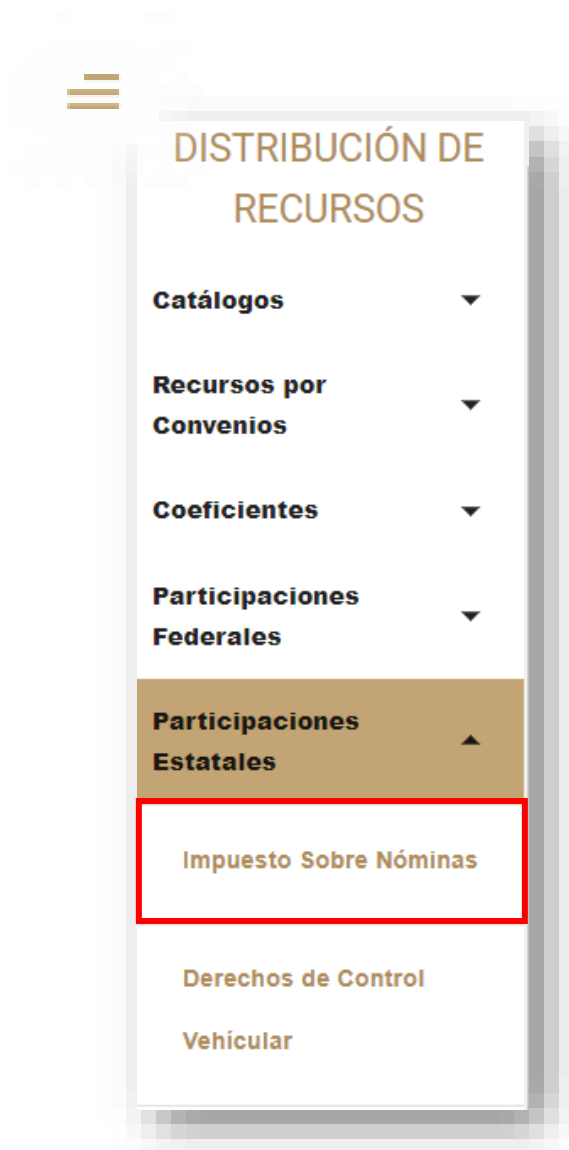 DISTRIBUCIÓN DE
RECURSOS
Catálogos
Recursos por
Convenios
Coeficientes
Participaciones
Federales
Participaciones
Estatales
Impuesto Sobre Nóminas
Derechos de Control
Vehícular